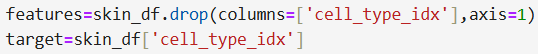 features=skin_df.drop(columns=['cell_type_idx'],axis=1)
target=skin_df['cell_type_idx']